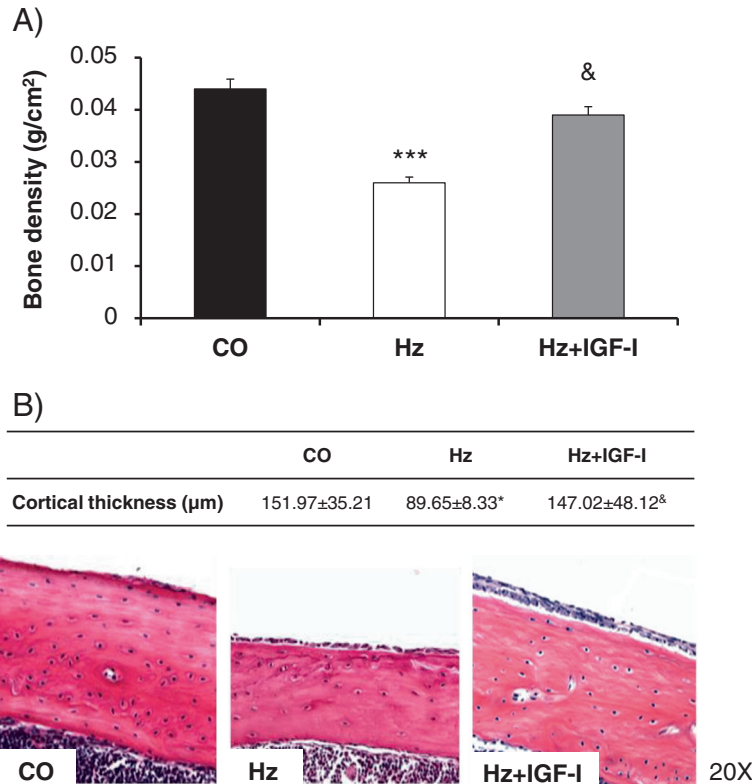 A)
Bone density (g/cm²)
0.05
0.04
0.03
0.02
0.01
0
***
&
CO Hz Hz+IGF-I
B)
CO Hz Hz+IGF-I
Cortical thickness (µm) 151.97±35.21 89.65±8.33* 147.02±48.12&
CO Hz Hz+IGF-I 20X